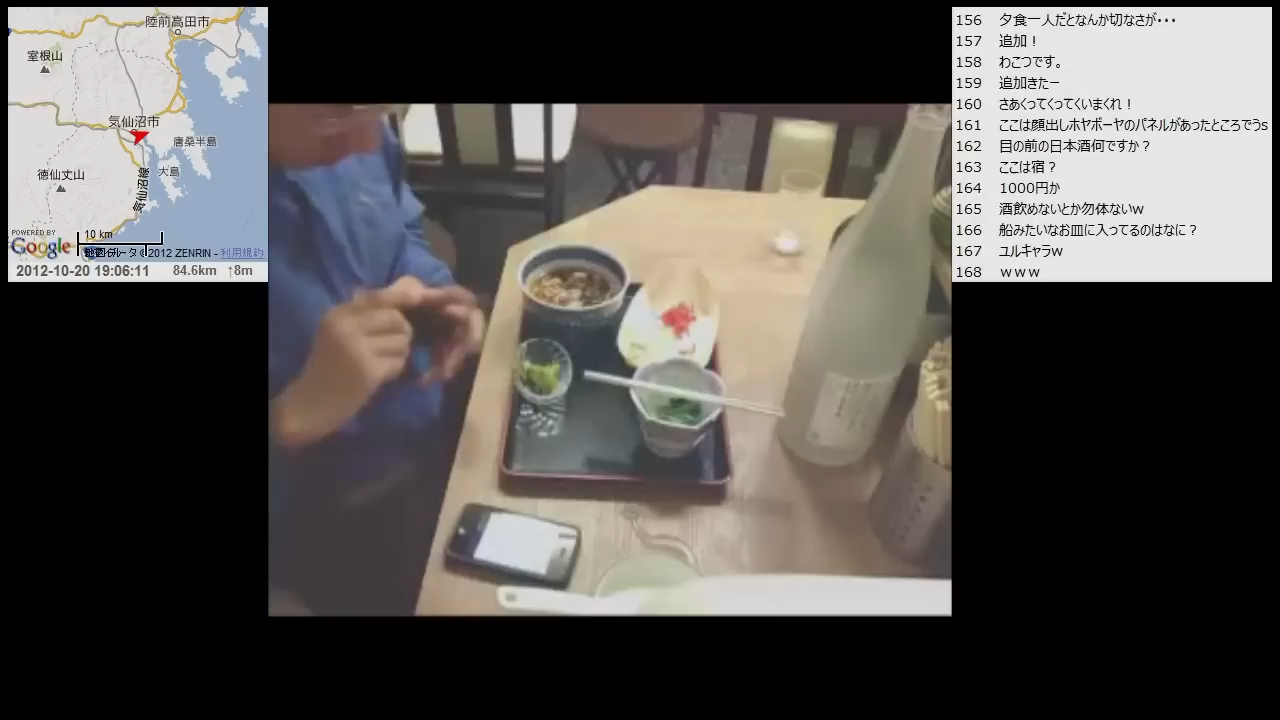 陸前高田市
室根山
気仙沼市
唐桑半島
徳仙丈山
大島
気仙沼線
POWERED BY
Google
10 km
地図データ ©2012 ZENRIN - 利用規約
2012-10-20 19:06:11 84.6km ↑8m
156 夕食一人だとなんか切なさが・・・
157 追加！
158 わこつです。
159 追加きたー
160 さあくってくってくいまくれ！
161 ここは顔出しホヤボーヤのパネルがあったところでうs
162 目の前の日本酒何ですか？
163 ここは宿？
164 1000円か
165 酒飲めないとか勿体ないw
166 船みたいなお皿に入ってるのはなに？
167 ユルキャラw
168 ｗｗｗ